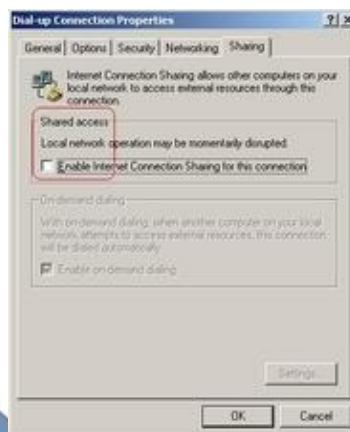 Dial-up Connection Properties
General Options Security Networking Sharing
Internet Connection Sharing allows other computers on your
local network to access external resources through this
connection.
Shared access
Local network operation may be momentarily disrupted.
Enable Internet Connection Sharing for this connection
On-demand dialing
With on-demand dialing, when another computer on your local
network attempts to access external resources, this connection
will be dialed automatically.
Enable on-demand dialing
Settings...
OK Cancel